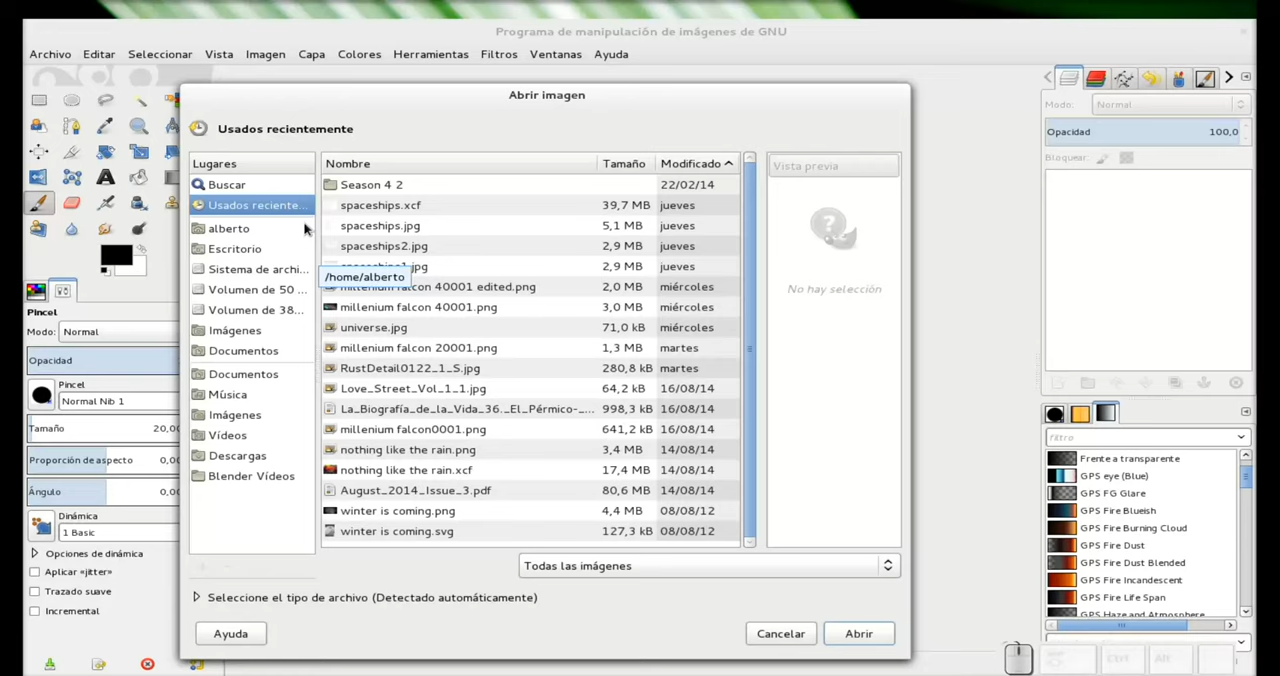 Programa de manipulación de imágenes de GNU
Archivo Editar Seleccionar Vista Imagen Capa Colores Herramientas Filtros Ventanas Ayuda
Abrir imagen
Usados recientemente
Lugares
Buscar
Usados reciente...
alberto
Escritorio
Sistema de archi...
Volumen de 50 ...
Volumen de 38...
Imágenes
Documentos
Documentos
Música
Imágenes
Vídeos
Descargas
Blender Vídeos
Nombre Tamaño Modificado
Season 4 2 22/02/14
spaceships.xcf 39,7 MB jueves
spaceships.jpg 5,1 MB jueves
spaceships2.jpg 2,9 MB jueves
.jpg 2,9 MB jueves
/home/alberto
millenium falcon 40001 edited.png 2,0 MB miércoles
millenium falcon 40001.png 3,0 MB miércoles
universe.jpg 71,0 kB miércoles
millenium falcon 20001.png 1,3 MB martes
RustDetail0122_1_S.jpg 280,8 kB martes
Love_Street_Vol_1_1.jpg 64,2 kB 16/08/14
La_Biografía_de_la_Vida_36._El_Pérmico-_... 998,3 kB 16/08/14
millenium falcon0001.png 641,2 kB 16/08/14
nothing like the rain.png 3,4 MB 14/08/14
nothing like the rain.xcf 17,4 MB 14/08/14
August_2014_Issue_3.pdf 80,6 MB 14/08/14
winter is coming.png 4,4 MB 08/08/12
winter is coming.svg 127,3 kB 08/08/12
Vista previa
No hay selección
Todas las imágenes
Seleccione el tipo de archivo (Detectado automáticamente)
Ayuda Cancelar Abrir
Pincel
Modo: Normal
Opacidad
Pincel
Normal Nib 1
Tamaño 20,00
Proporción de aspecto 0,00
Ángulo 0,00
Dinámica
1 Basic
Opciones de dinámica
Aplicar «jitter»
Trazado suave
Incremental
Modo: Normal
Opacidad 100,0
Bloquear:
filtro
Frente a transparente
GPS eye (Blue)
GPS FG Glare
GPS Fire Blueish
GPS Fire Burning Cloud
GPS Fire Dust
GPS Fire Dust Blended
GPS Fire Incandescent
GPS Fire Life Span
GPS Haze and Atmosphere
Ctrl Alt